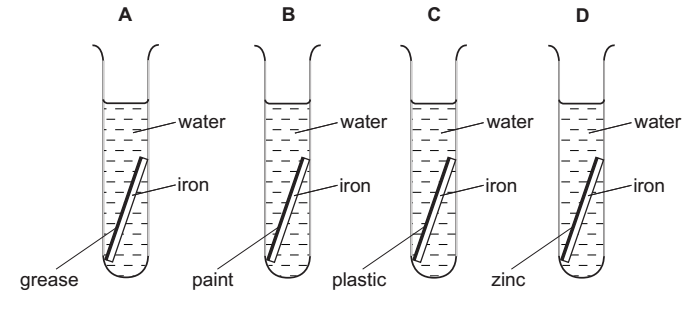 A B C D
water water water water
iron iron iron iron
grease paint plastic zinc